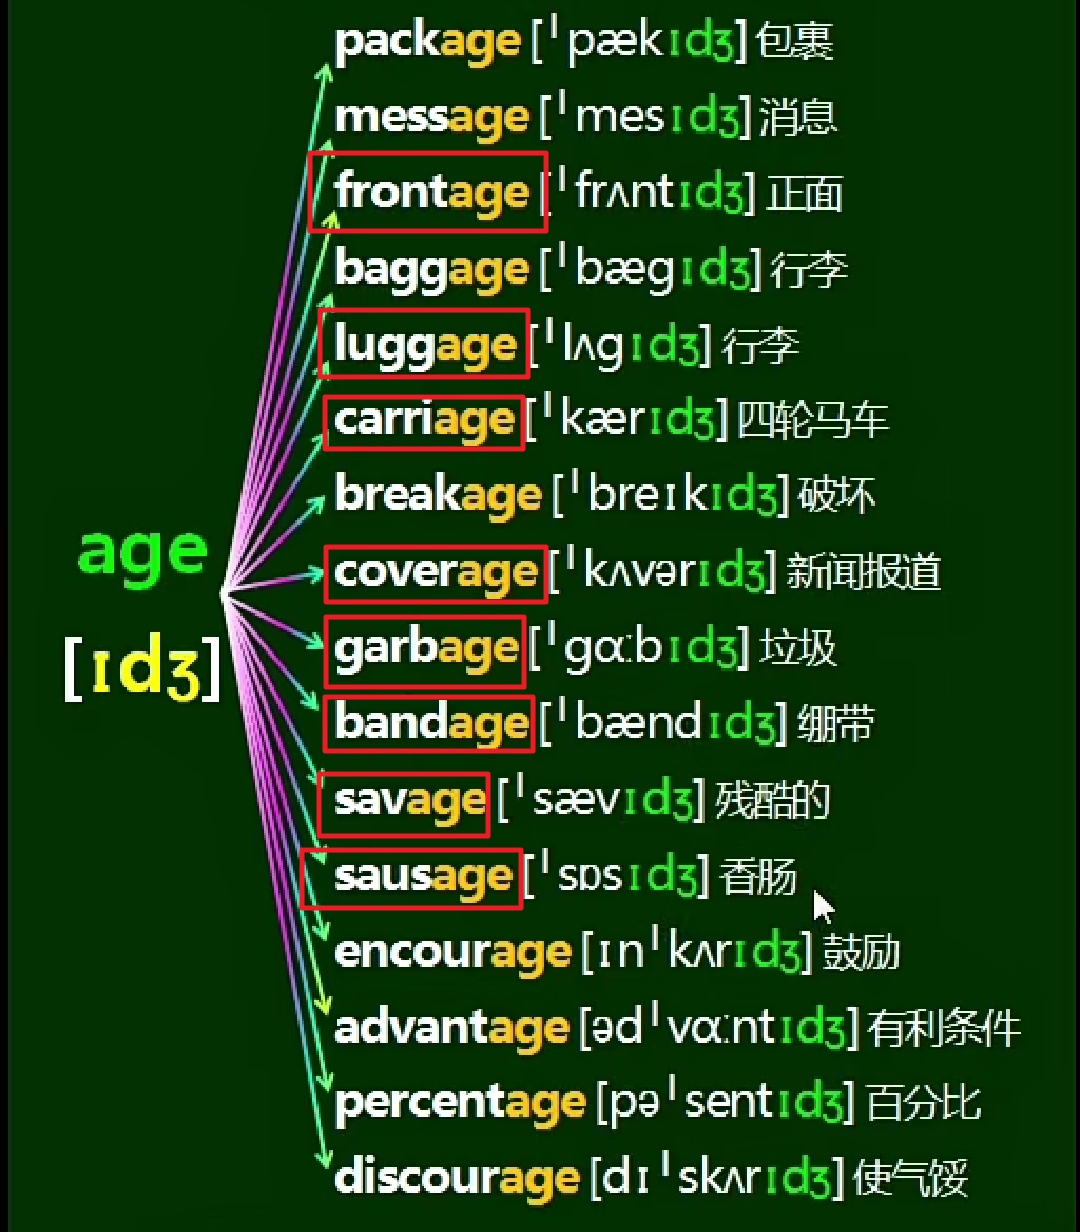 package [ˈpækɪdʒ] 包裹
message [ˈmesɪdʒ] 消息
frontage [ˈfrʌntɪdʒ] 正面
baggage [ˈbægɪdʒ] 行李
luggage [ˈlʌgɪdʒ] 行李
carriage [ˈkærɪdʒ] 四轮马车
breakage [ˈbreɪkɪdʒ] 破坏
age
coverage [ˈkʌvərɪdʒ] 新闻报道
[ɪdʒ]
garbage [ˈgɑːbɪdʒ] 垃圾
bandage [ˈbændɪdʒ] 绷带
savage [ˈsævɪdʒ] 残酷的
sausage [ˈsɒsɪdʒ] 香肠
encourage [ɪnˈkʌrɪdʒ] 鼓励
advantage [ədˈvɑːntɪdʒ] 有利条件
percentage [pəˈsentɪdʒ] 百分比
discourage [dɪˈskʌrɪdʒ] 使气馁